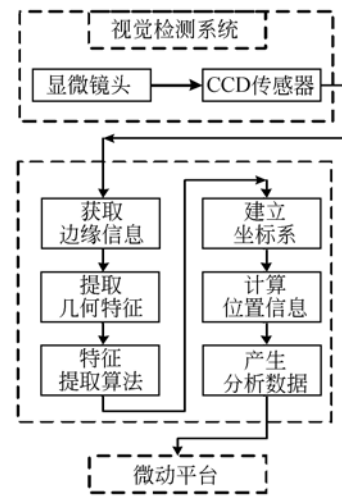 视觉检测系统
显微镜头
CCD传感器
获取
边缘信息
提取
几何特征
特征
提取算法
建立
坐标系
计算
位置信息
产生
分析数据
微动平台